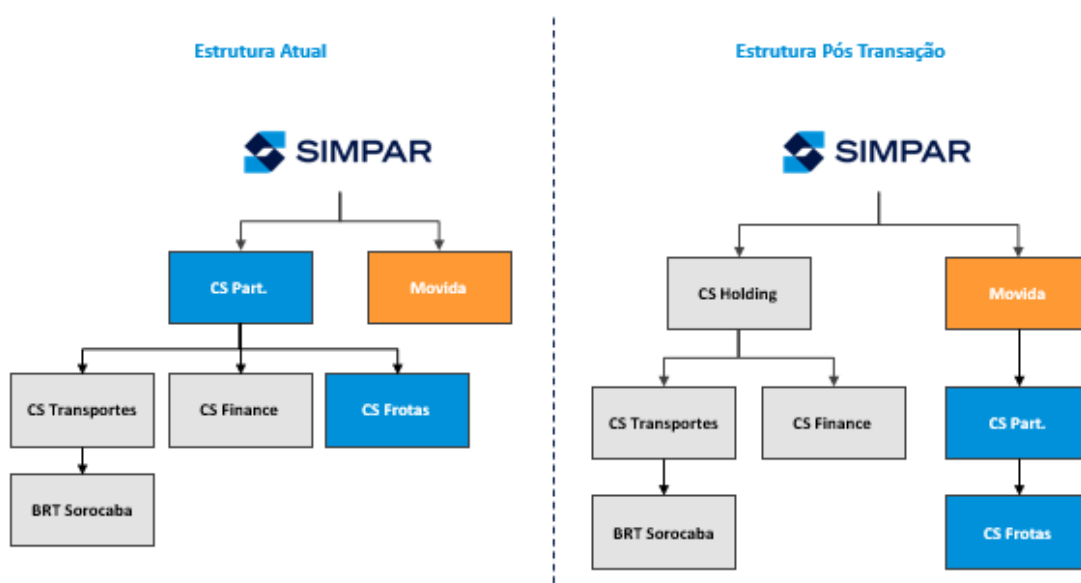 Estrutura Atual
SIMPAR
CS Part.
Movida
CS Transportes
CS Finance
CS Frotas
BRT Sorocaba
Estrutura Pós Transação
SIMPAR
CS Holding
Movida
CS Transportes
CS Finance
CS Part.
BRT Sorocaba
CS Frotas